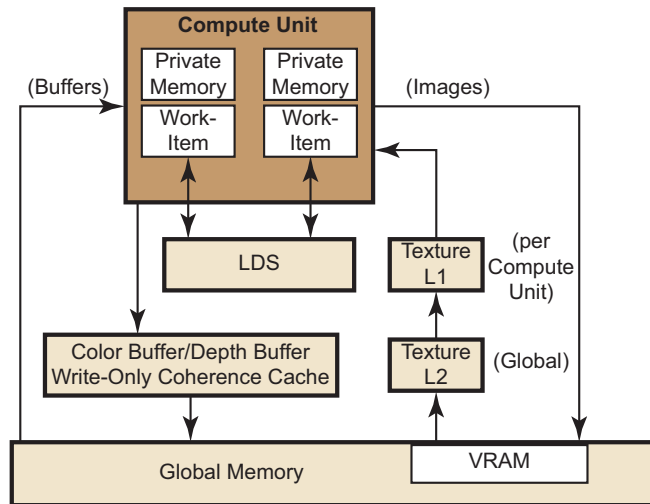 Compute Unit
Private
Memory
Private
Memory
(Buffers)
(Images)
Work-
Item
Work-
Item
LDS
Texture
L1
(per
Compute
Unit)
Color Buffer/Depth Buffer
Write-Only Coherence Cache
Texture
L2
(Global)
Global Memory
VRAM